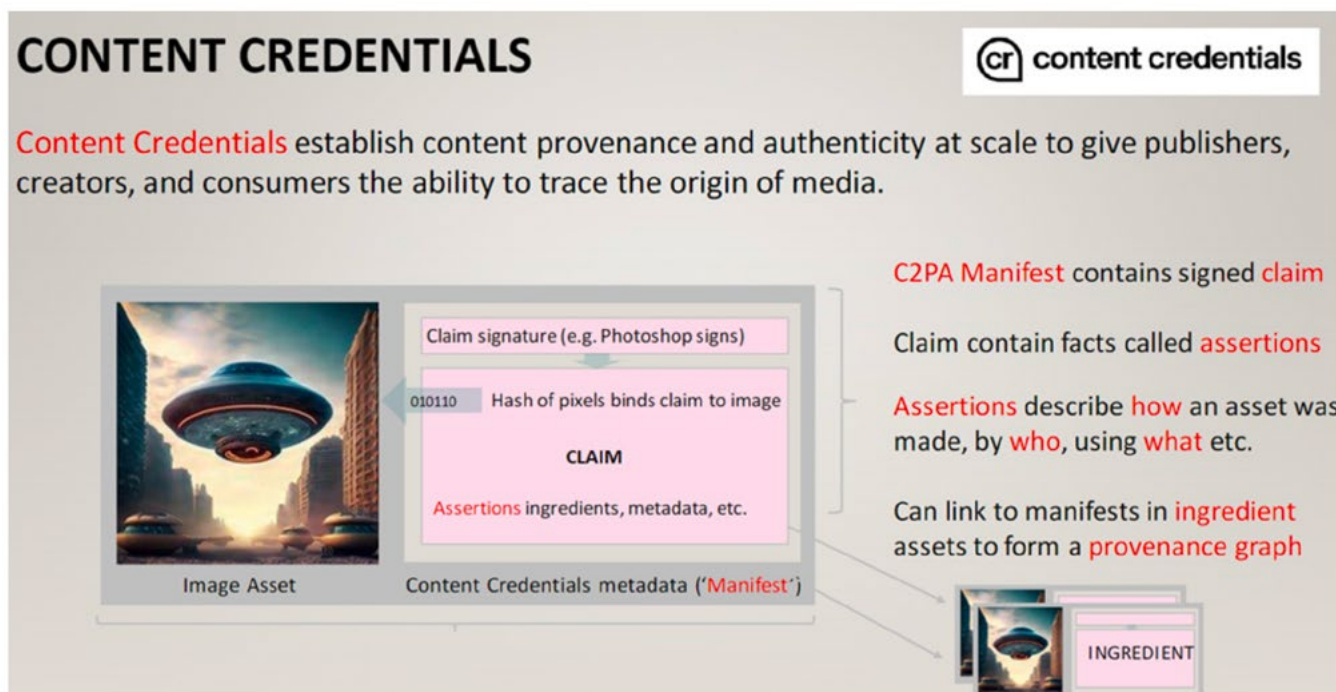 CONTENT CREDENTIALS
cr content credentials
Content Credentials establish content provenance and authenticity at scale to give publishers,
creators, and consumers the ability to trace the origin of media.
Claim signature (e.g. Photoshop signs)
010110 Hash of pixels binds claim to image
CLAIM
Assertions ingredients, metadata, etc.
Image Asset
Content Credentials metadata (‘Manifest’)
C2PA Manifest contains signed claim
Claim contain facts called assertions
Assertions describe how an asset was
made, by who, using what etc.
Can link to manifests in ingredient
assets to form a provenance graph
INGREDIENT